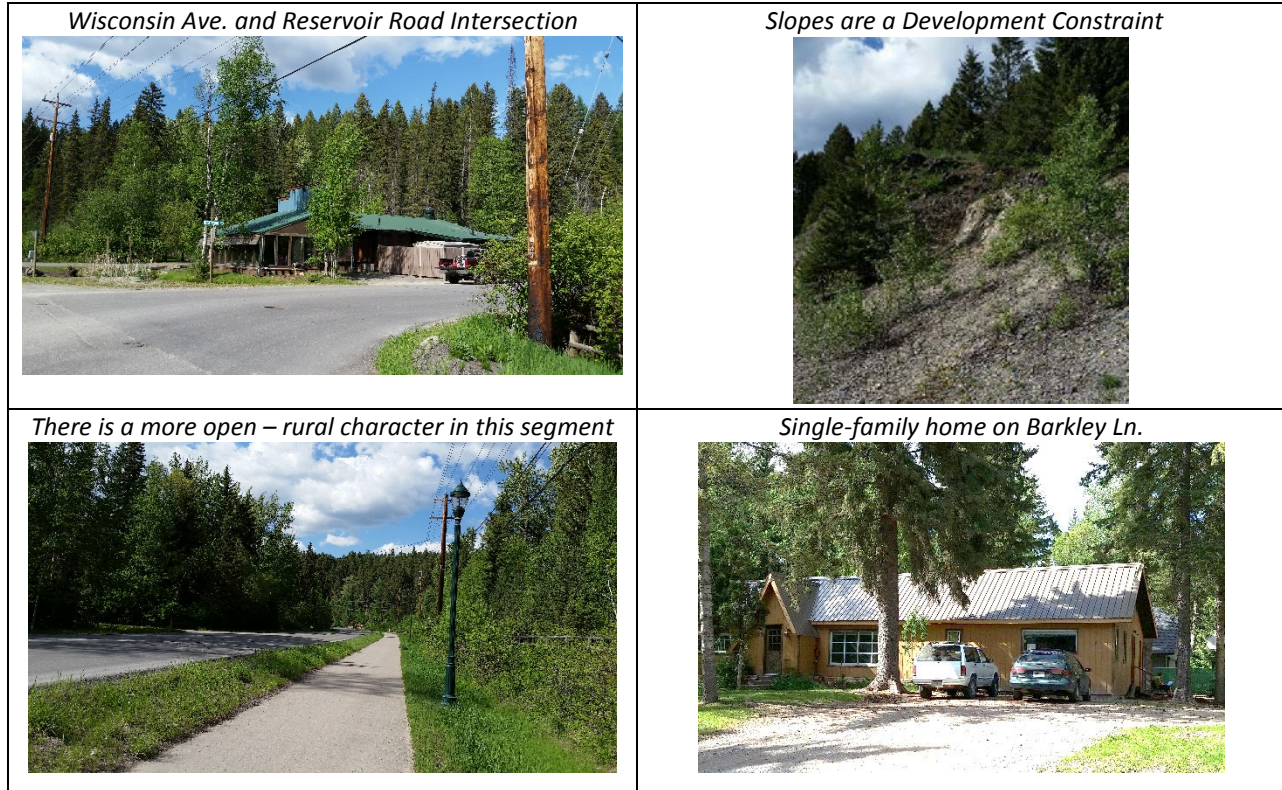 Wisconsin Ave. and Reservoir Road Intersection
Slopes are a Development Constraint
There is a more open – rural character in this segment
Single-family home on Barkley Ln.